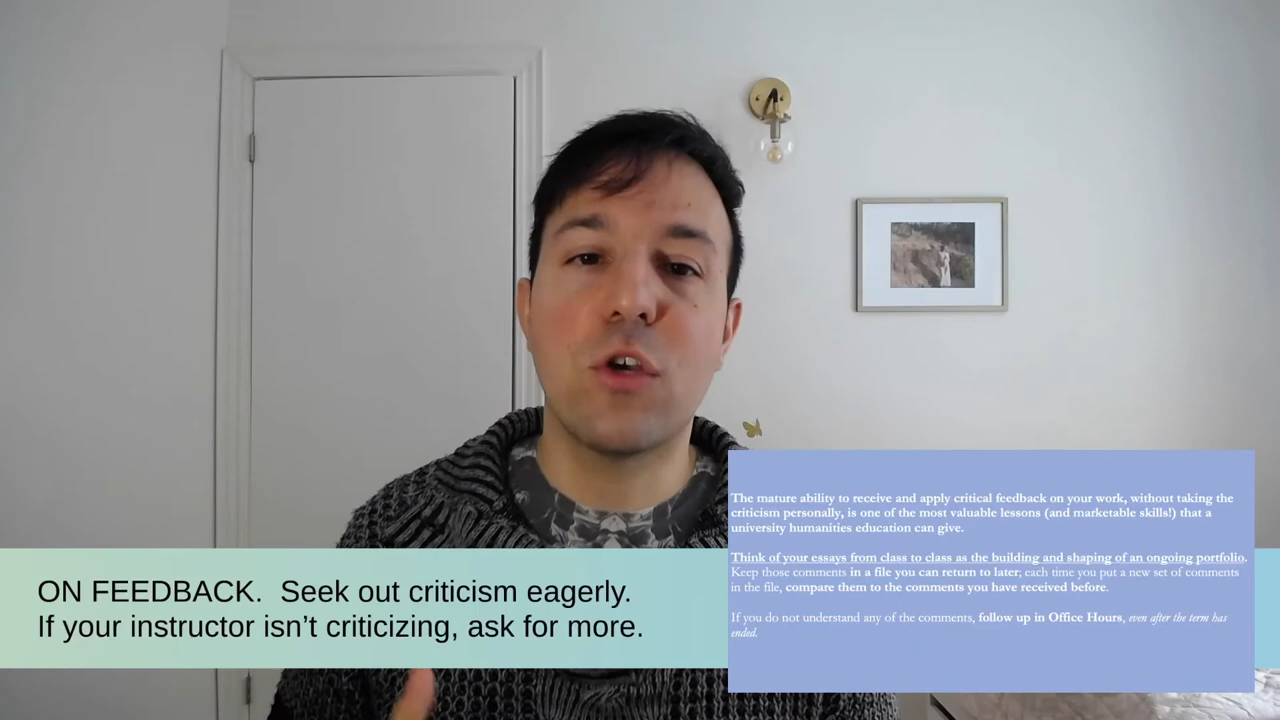 ON FEEDBACK.  Seek out criticism eagerly.
If your instructor isn’t criticizing, ask for more.
The mature ability to receive and apply critical feedback on your work, without taking the
criticism personally, is one of the most valuable lessons (and marketable skills!) that a
university humanities education can give.
Think of your essays from class to class as the building and shaping of an ongoing portfolio.
Keep those comments in a file you can return to later; each time you put a new set of comments
in the file, compare them to the comments you have received before.
If you do not understand any of the comments, follow up in Office Hours, even after the term has
ended.